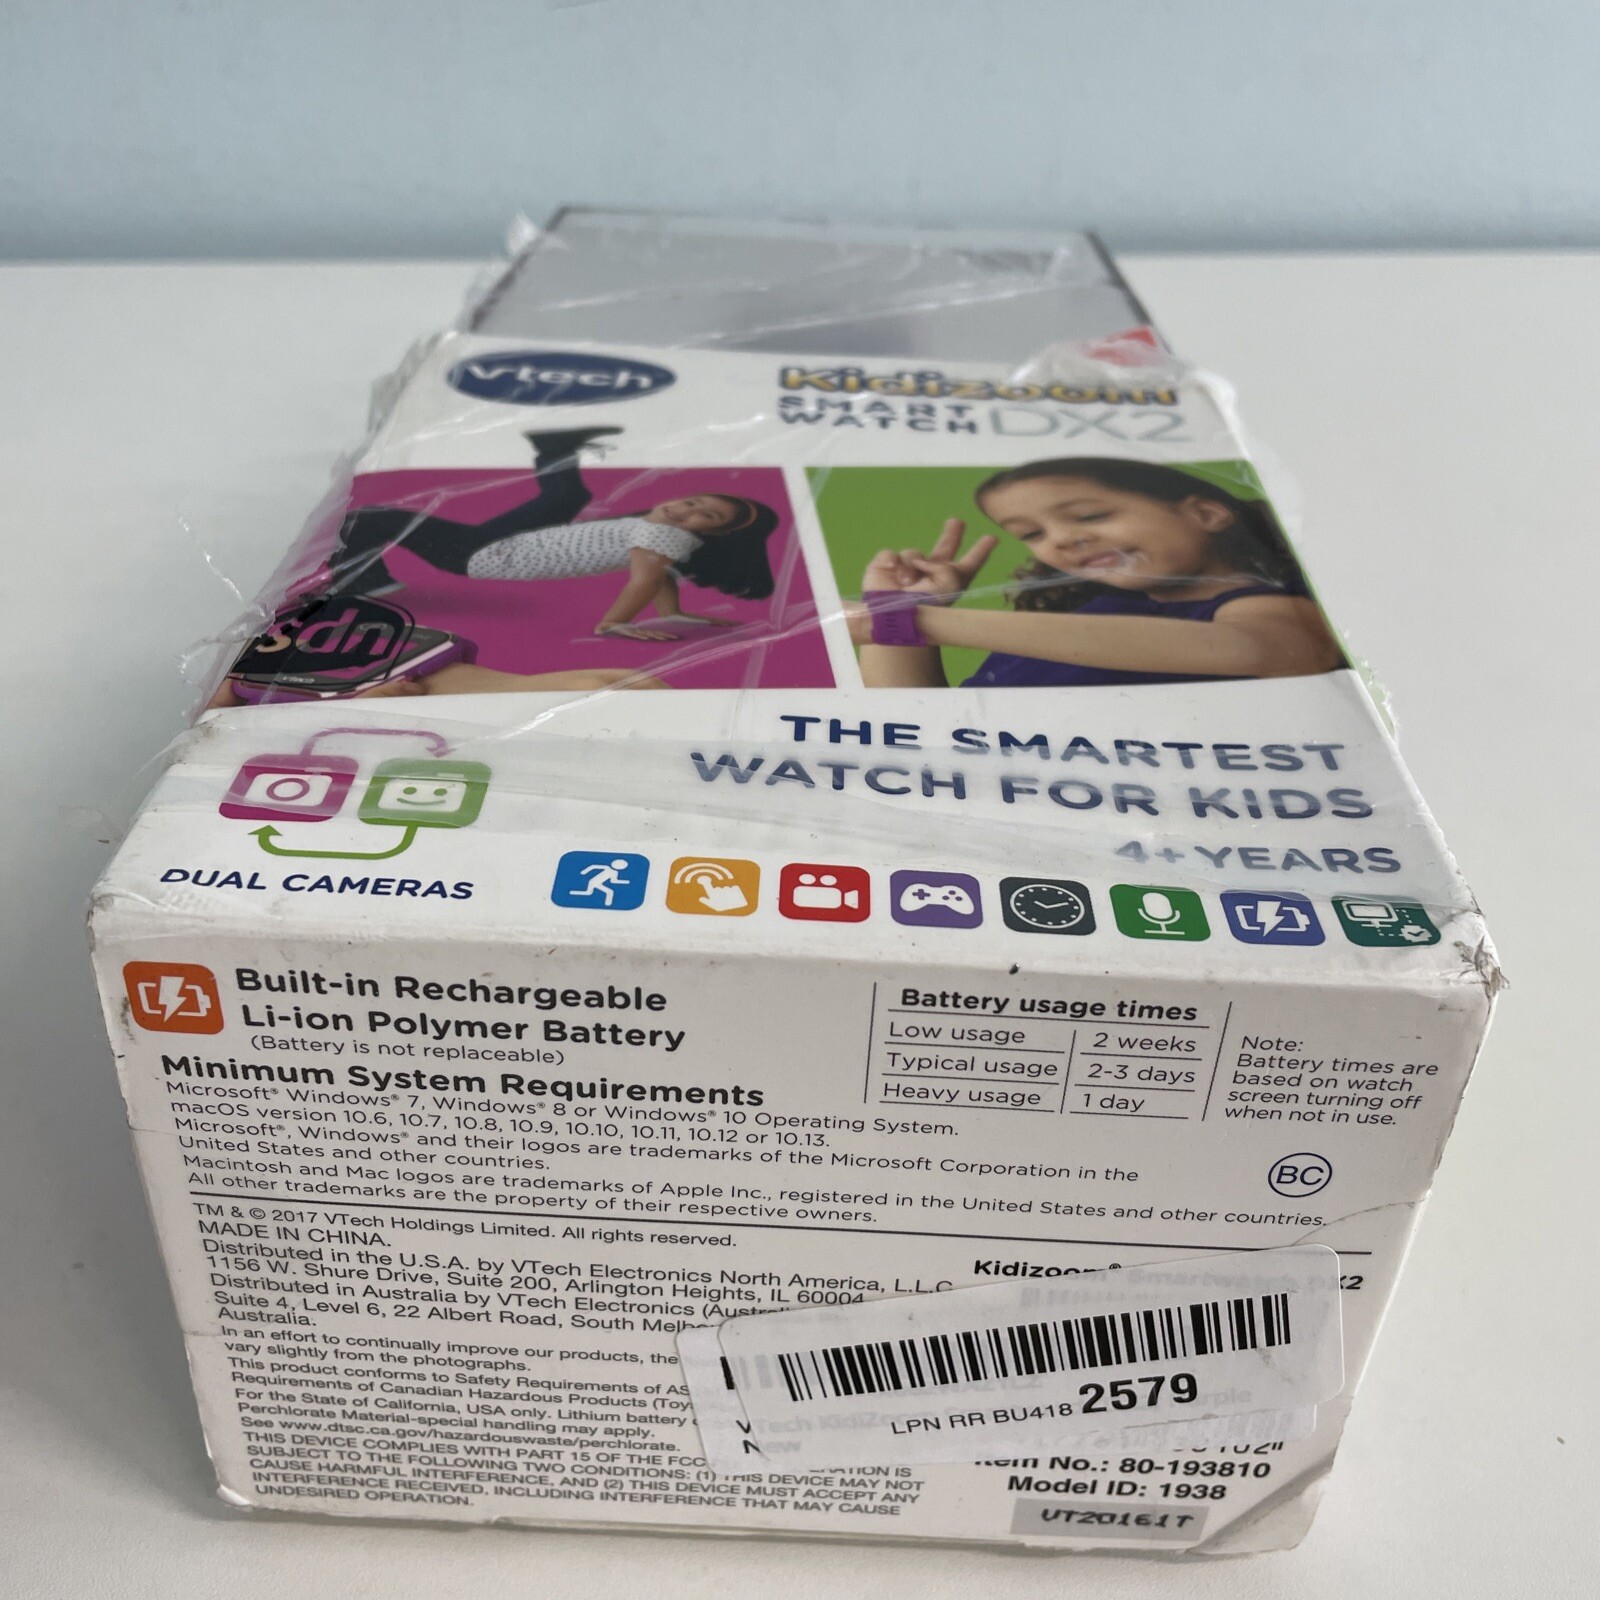 vtech
Kidizoom
SMART
WATCH DX2
sdn
THE SMARTEST
WATCH FOR KIDS
4+ YEARS
DUAL CAMERAS
Built-in Rechargeable
Li-ion Polymer Battery
(Battery is not replaceable)
Battery usage times
Low usage 2 weeks
Typical usage 2-3 days
Heavy usage 1 day
Note:
Battery times are
based on watch
screen turning off
when not in use.
Minimum System Requirements
Microsoft® Windows® 7, Windows® 8 or Windows® 10 Operating System.
macOS version 10.6, 10.7, 10.8, 10.9, 10.10, 10.11, 10.12 or 10.13.
Microsoft®, Windows® and their logos are trademarks of the Microsoft Corporation in the
United States and other countries.
Macintosh and Mac logos are trademarks of Apple Inc., registered in the United States and other countries.
All other trademarks are the property of their respective owners.
BC
TM & © 2017 VTech Holdings Limited. All rights reserved.
MADE IN CHINA.
Distributed in the U.S.A. by VTech Electronics North America, L.L.C.
1156 W. Shure Drive, Suite 200, Arlington Heights, IL 60004
Distributed in Australia by VTech Electronics
Suite 4, Level 6, 22 Albert Road, South
Australia.
In an effort to continually improve our products, the
vary slightly from the photographs.
This product conforms to Safety Requirements of
Requirements of Canadian Hazardous Products
For the State of California, USA only. Lithium battery
Perchlorate Material-special handling may apply.
See www.dtsc.ca.gov/hazardouswaste/perchlorate.
THIS DEVICE COMPLIES WITH PART 15 OF THE FCC
SUBJECT TO THE FOLLOWING TWO CONDITIONS: (1) THIS DEVICE MAY NOT
CAUSE HARMFUL INTERFERENCE, AND (2) THIS DEVICE MUST ACCEPT ANY
INTERFERENCE RECEIVED, INCLUDING INTERFERENCE THAT MAY CAUSE
UNDESIRED OPERATION.
Kidizoom® Smartwatch DX2
LPN RR BU418 2579
Item No.: 80-193810
Model ID: 1938
VT20161T